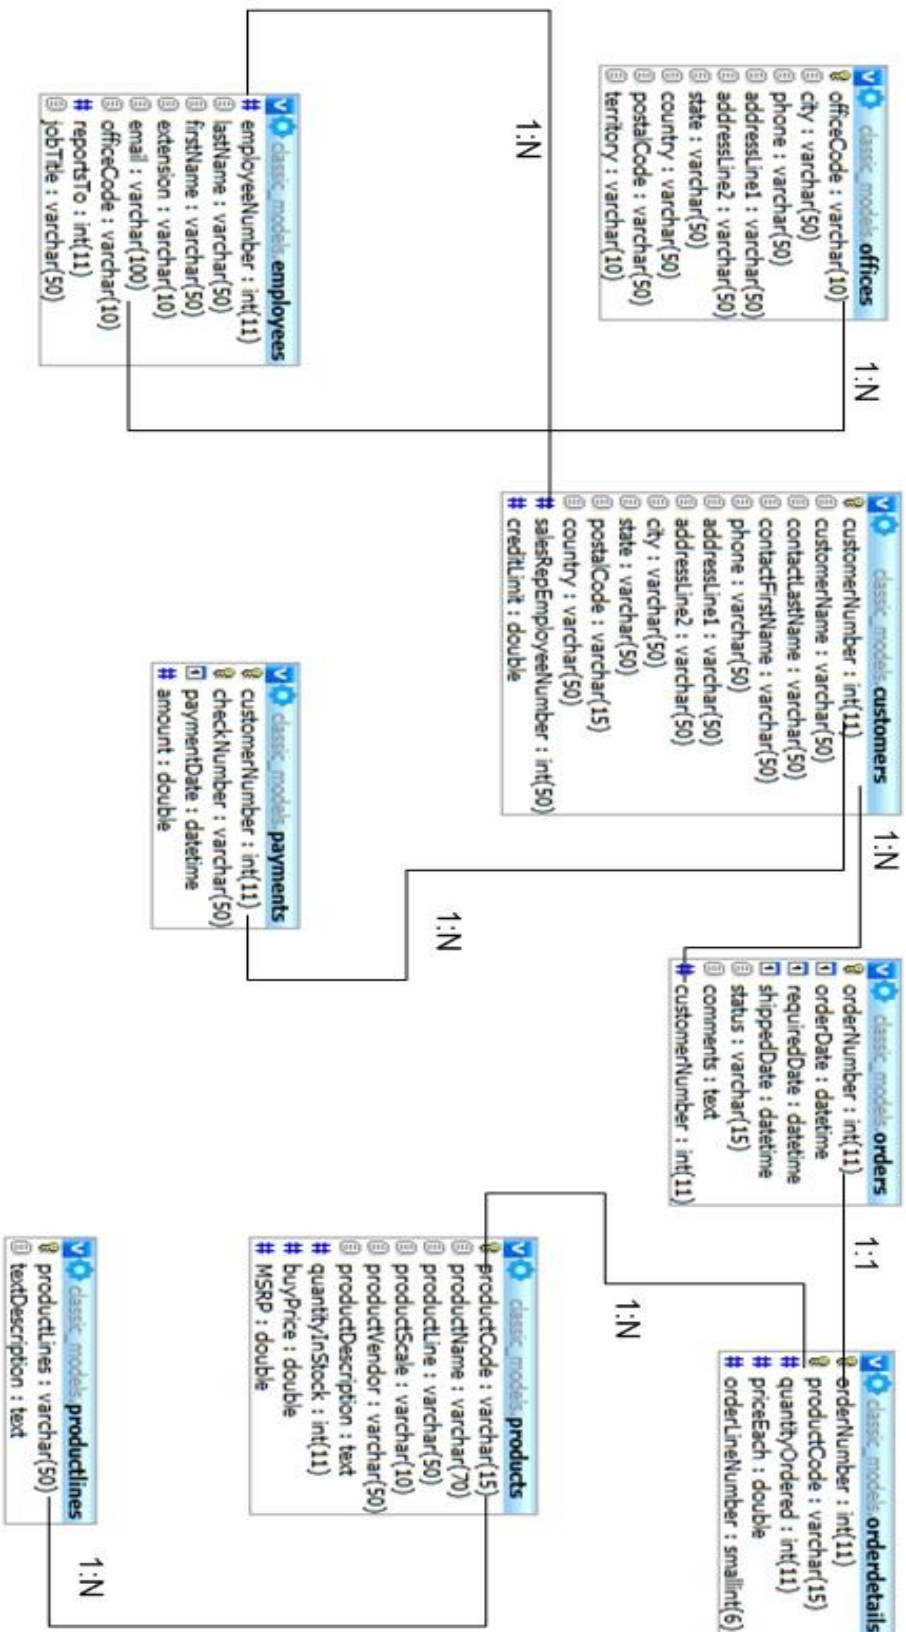 classic_models.offices
officeCode : varchar(10)
city : varchar(50)
phone : varchar(50)
addressLine1 : varchar(50)
addressLine2 : varchar(50)
state : varchar(50)
country : varchar(50)
postalCode : varchar(50)
territory : varchar(10)
1:N
classic_models.customers
customerNumber : int(11)
customerName : varchar(50)
contactLastName : varchar(50)
contactFirstName : varchar(50)
phone : varchar(50)
addressLine1 : varchar(50)
addressLine2 : varchar(50)
city : varchar(50)
state : varchar(50)
postalCode : varchar(15)
country : varchar(50)
# salesRepEmployeeNumber : int(50)
# creditLimit : double
1:N
classic_models.orders
orderNumber : int(11)
orderDate : datetime
requiredDate : datetime
shippedDate : datetime
status : varchar(15)
comments : text
# customerNumber : int(11)
1:1
classic_models.orderdetails
orderNumber : int(11)
productCode : varchar(15)
# quantityOrdered : int(11)
# priceEach : double
# orderLineNumber : smallint(6)
1:N
1:N
1:N
classic_models.employees
# employeeNumber : int(11)
lastName : varchar(50)
firstName : varchar(50)
extension : varchar(10)
email : varchar(100)
officeCode : varchar(10)
# reportsTo : int(11)
jobTitle : varchar(50)
classic_models.payments
customerNumber : int(11)
checkNumber : varchar(50)
paymentDate : datetime
# amount : double
classic_models.products
productCode : varchar(15)
productName : varchar(70)
productLine : varchar(50)
productScale : varchar(10)
productVendor : varchar(50)
productDescription : text
# quantityInStock : int(11)
# buyPrice : double
# MSRP : double
1:N
classic_models.productlines
productLines : varchar(50)
textDescription : text